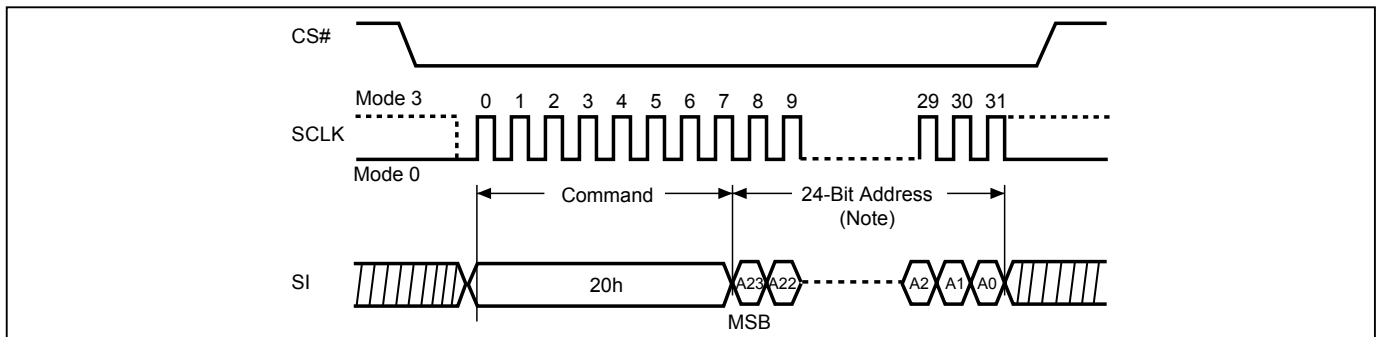 CS#
Mode 3 0 1 2 3 4 5 6 7 8 9 29 30 31
SCLK
Mode 0
Command 24-Bit Address
(Note)
SI 20h A23 A22 A2 A1 A0
MSB